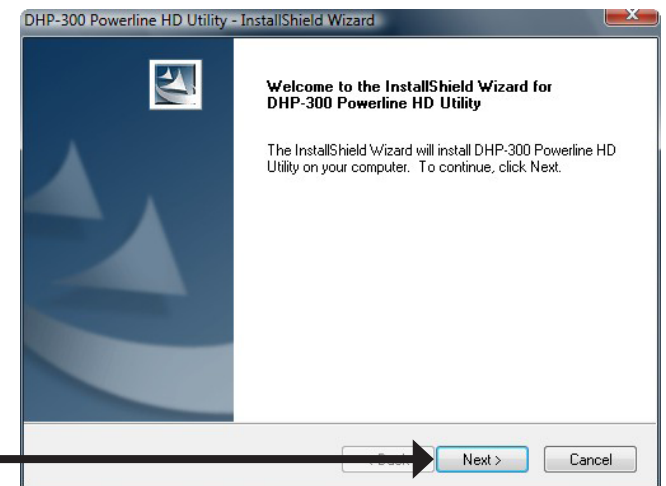 DHP-300 Powerline HD Utility - InstallShield Wizard
Welcome to the InstallShield Wizard for
DHP-300 Powerline HD Utility
The InstallShield Wizard will install DHP-300 Powerline HD
Utility on your computer. To continue, click Next.
Next > Cancel